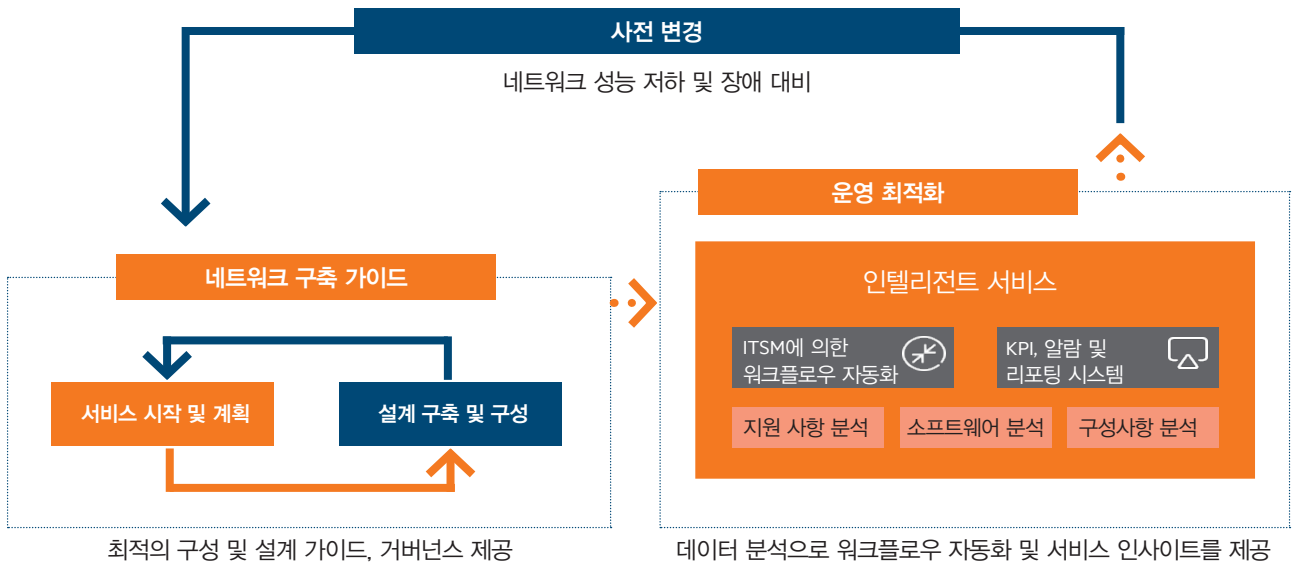 사전 변경
네트워크 성능 저하 및 장애 대비
네트워크 구축 가이드
서비스 시작 및 계획
설계 구축 및 구성
최적의 구성 및 설계 가이드, 거버넌스 제공
운영 최적화
인텔리전트 서비스
ITSM에 의한
워크플로우 자동화
KPI, 알람 및
리포팅 시스템
지원 사항 분석
소프트웨어 분석
구성사항 분석
데이터 분석으로 워크플로우 자동화 및 서비스 인사이트를 제공